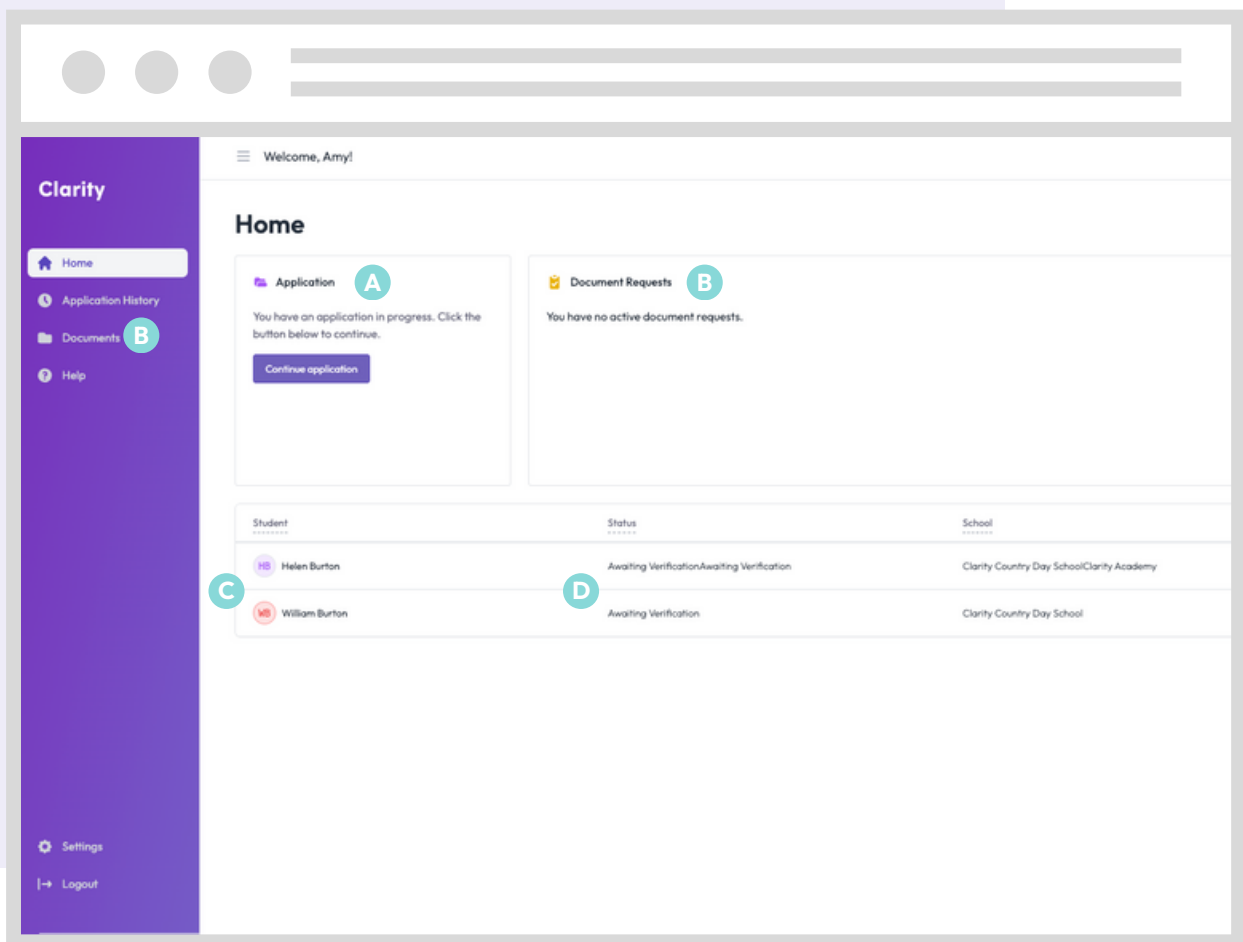 Welcome, Amy!
Clarity
Home
Application History
Documents B
Help
Settings
Logout
Home
Application A
You have an application in progress. Click the
button below to continue.
Continue application
Document Requests B
You have no active document requests.
Student Status School
HB Helen Burton Awaiting VerificationAwaiting Verification Clarity Country Day SchoolClarity Academy
C D
WB William Burton Awaiting Verification Clarity Country Day School